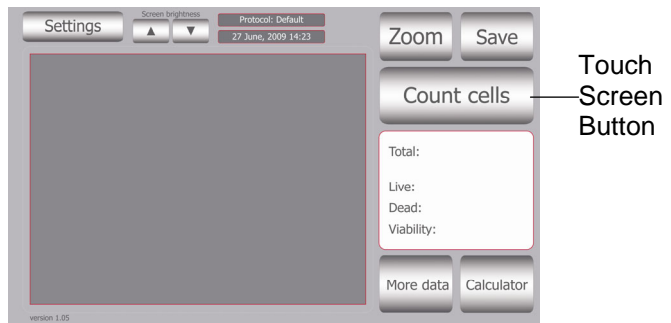 Settings
Screen brightness
Protocol: Default
27 June, 2009 14:23
Zoom
Save
Count cells
Touch
Screen
Button
Total:
Live:
Dead:
Viability:
More data
Calculator
version 1.05